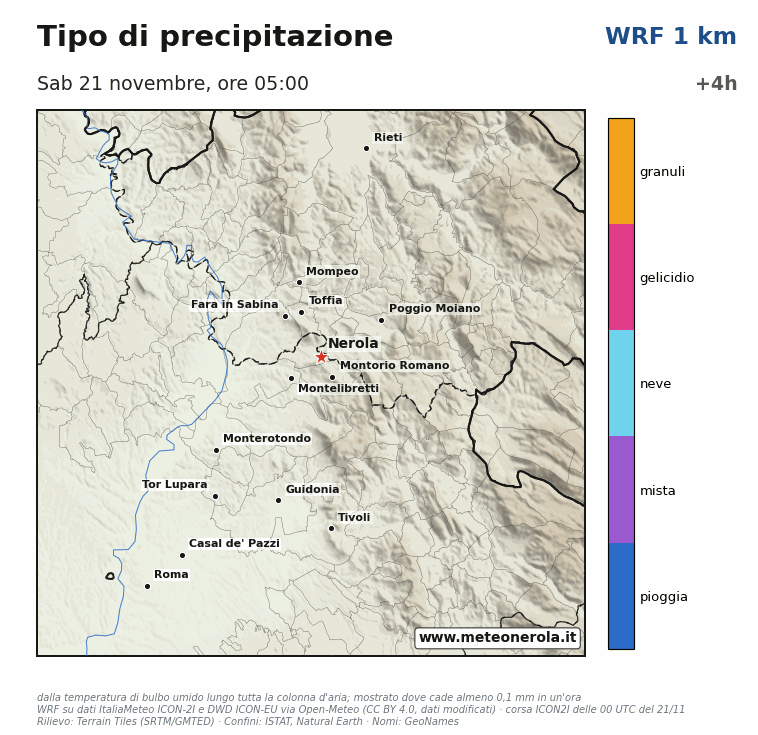 Tipo di precipitazione
WRF 1 km
Sab 21 novembre, ore 05:00
+4h
Rieti
granuli
gelicidio
Mompeo
Toffia
Fara in Sabina
Poggio Moiano
Nerola
Montorio Romano
Montelibretti
neve
Monterotondo
Tor Lupara
Guidonia
mista
Tivoli
Casal de' Pazzi
Roma
pioggia
www.meteonerola.it
dalla temperatura di bulbo umido lungo tutta la colonna d'aria; mostrato dove cade almeno 0,1 mm in un'ora
WRF su dati ItaliaMeteo ICON-2I e DWD ICON-EU via Open-Meteo (CC BY 4.0, dati modificati) · corsa ICON2I delle 00 UTC del 21/11
Rilievo: Terrain Tiles (SRTM/GMTED) · Confini: ISTAT, Natural Earth · Nomi: GeoNames